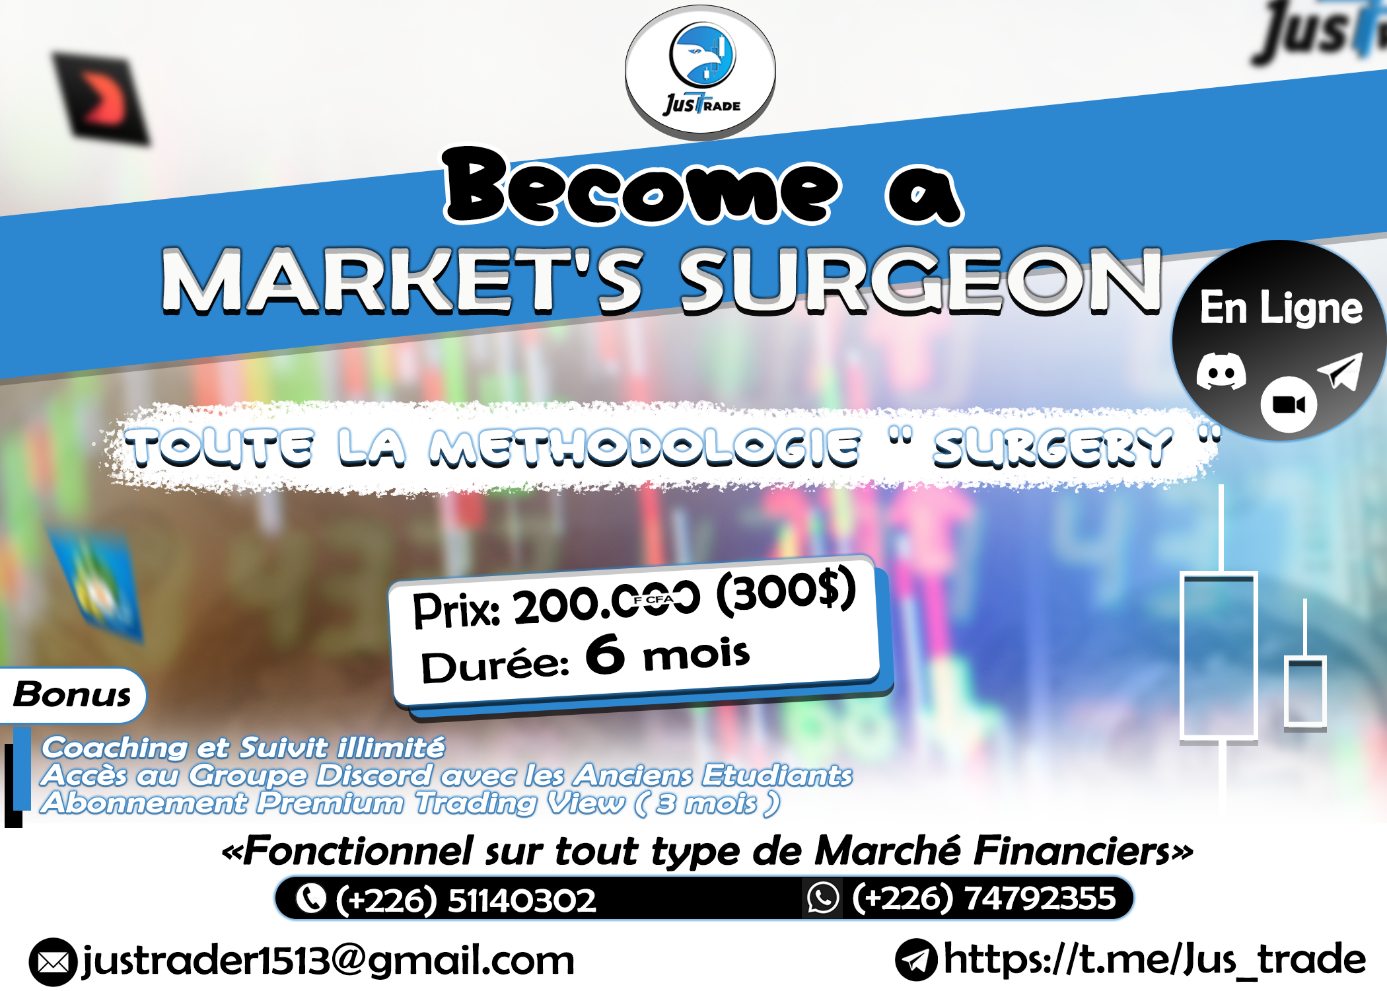 JusTrade
JusT
Become a
MARKET'S SURGEON
En Ligne
TOUTE LA METHODOLOGIE " SURGERY "
Prix: 200.000 F CFA (300$)
Durée: 6 mois
Bonus
Coaching et Suivit illimité
Accès au Groupe Discord avec les Anciens Etudiants
Abonnement Premium Trading View ( 3 mois )
«Fonctionnel sur tout type de Marché Financiers»
(+226) 51140302
(+226) 74792355
justrader1513@gmail.com
https://t.me/Jus_trade